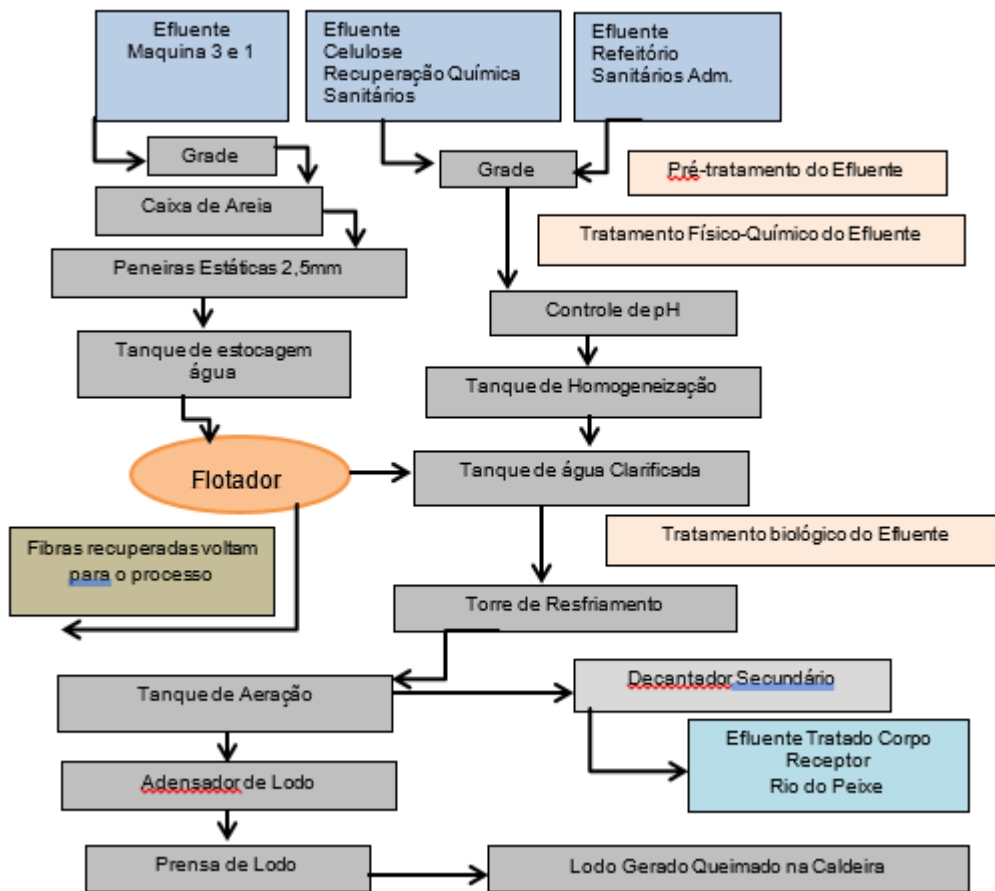 Efluente
Maquina 3 e 1
Efluente
Celulose
Recuperação Química
Sanitários
Efluente
Refeitório
Sanitários Adm.
Grade
Grade
Pré-tratamento do Efluente
Caixa de Areia
Tratamento Físico-Químico do Efluente
Peneiras Estáticas 2,5mm
Controle de pH
Tanque de estocagem
água
Tanque de Homogeneização
Flotador
Tanque de água Clarificada
Tratamento biológico do Efluente
Fibras recuperadas voltam
para o processo
Torre de Resfriamento
Tanque de Aeração
Decantador Secundário
Efluente Tratado Corpo
Receptor
Rio do Peixe
Adensador de Lodo
Prensa de Lodo
Lodo Gerado Queimado na Caldeira